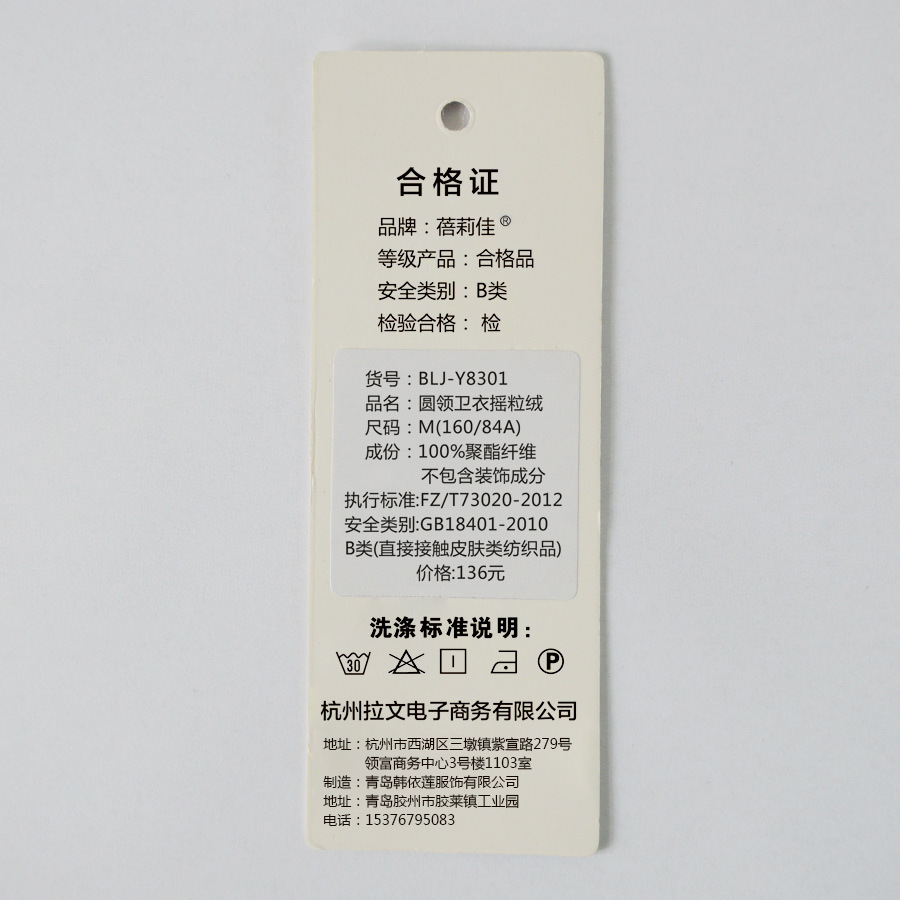 合格证
品牌：蓓莉佳®
等级产品：合格品
安全类别：B类
检验合格： 检
货号：BLJ-Y8301
品名：圆领卫衣摇粒绒
尺码：M(160/84A)
成份：100%聚酯纤维
不包含装饰成分
执行标准:FZ/T73020-2012
安全类别:GB18401-2010
B类(直接接触皮肤类纺织品)
价格:136元
洗涤标准说明:
30 P
杭州拉文电子商务有限公司
地址：杭州市西湖区三墩镇紫宣路279号
领富商务中心3号楼1103室
制造：青岛韩依莲服饰有限公司
地址：青岛胶州市胶莱镇工业园
电话：15376795083